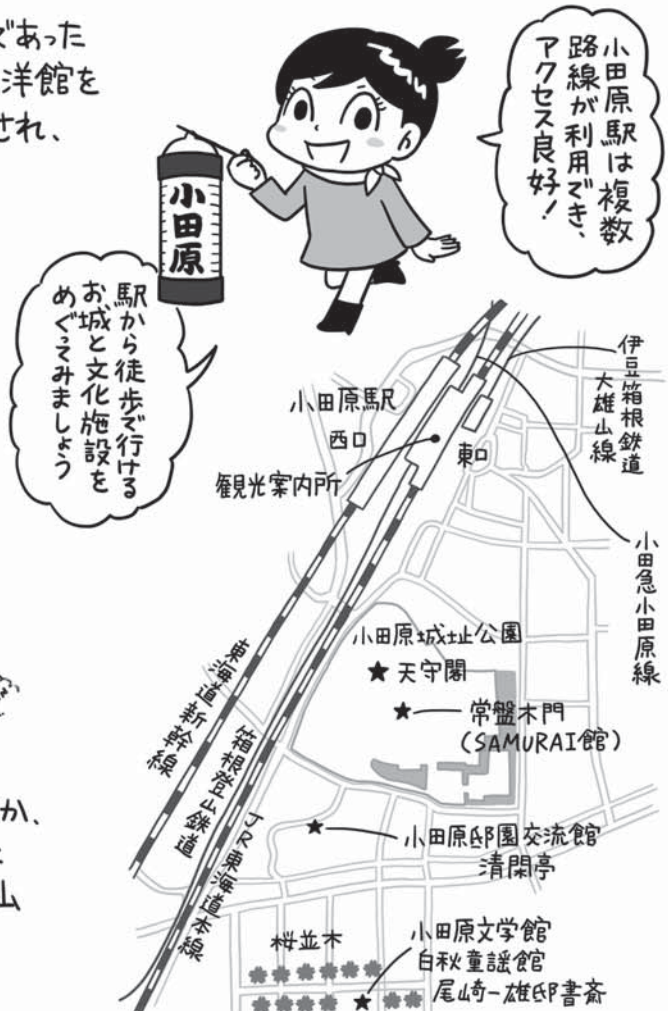 であった
洋館を
され、
小田原駅は複数
路線が利用でき、
アクセス良好！
小田原
駅から徒歩で行ける
お城と文化施設を
めぐってみましょう
伊豆箱根鉄道
大雄山線
小田原駅
西口
東口
観光案内所
小田急小田原線
小田原城址公園
★天守閣
★常盤木門
(SAMURAI館)
東海道新幹線
箱根登山鉄道
JR東海道本線
か、
山
★小田原邸園交流館
清閑亭
桜並木
★小田原文学館
白秋童謡館
尾崎一雄邸書斎